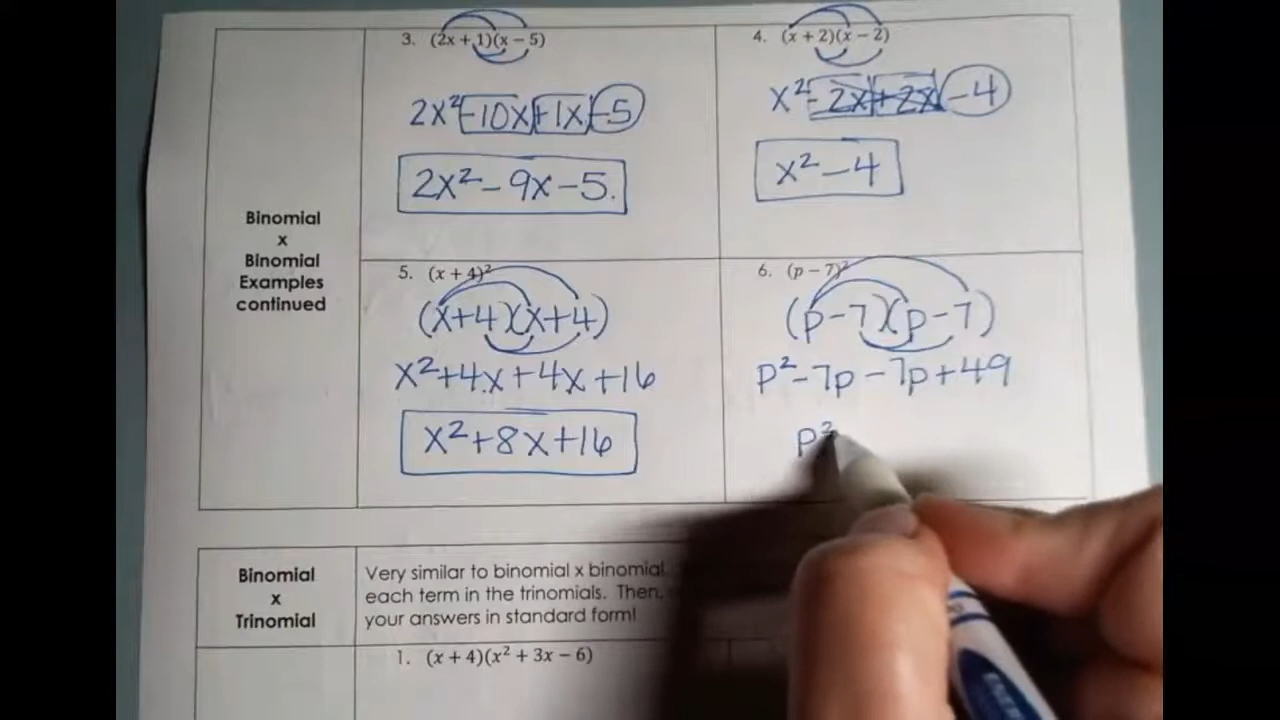 Binomial
x
Binomial
Examples
continued
3. (2x + 1)(x − 5)
2x² −10x +1x −5
2x² − 9x − 5.
4. (x + 2)(x − 2)
x² − 2x + 2x − 4
x² − 4
5. (x + 4)²
(x+4)(x+4)
x² + 4x + 4x + 16
x² + 8x + 16
6. (p − 7)²
(p − 7)(p − 7)
p² − 7p − 7p + 49
p²
Binomial
x
Trinomial
Very similar to binomial x binomial.
each term in the trinomials. Then,
your answers in standard form!
1. (x + 4)(x² + 3x − 6)